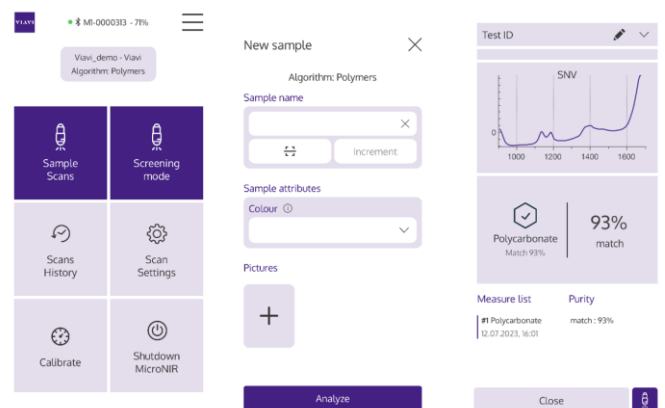 VIAVI
M1-0000313 - 71%
Viavi_demo - Viavi
Algorithm: Polymers
Sample
Scans
Screening
mode
Scans
History
Scan
Settings
Calibrate
Shutdown
MicroNIR
New sample
Algorithm: Polymers
Sample name
Increment
Sample attributes
Colour
Pictures
Analyze
Test ID
SNV
0
1000 1200 1400 1600
Polycarbonate
Match 93%
93%
match
Measure list Purity
#1 Polycarbonate match : 93%
12.07.2023, 16:01
Close